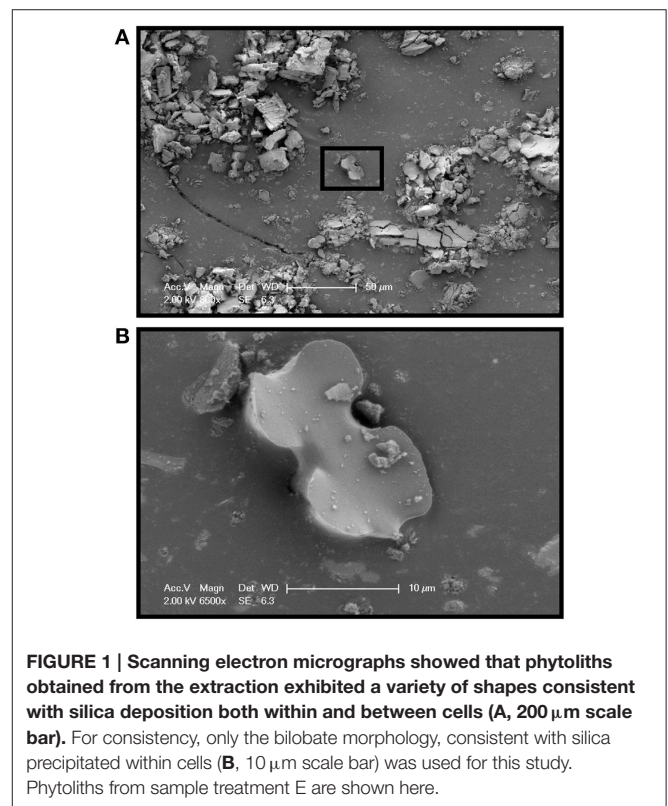 A
Acc.V Magn Det WD 50 μm
2.00 kV 800x SE 6.3
B
Acc.V Magn Det WD 10 μm
2.00 kV 6500x SE 6.3
FIGURE 1 | Scanning electron micrographs showed that phytoliths
obtained from the extraction exhibited a variety of shapes consistent
with silica deposition both within and between cells (A, 200 μm scale
bar). For consistency, only the bilobate morphology, consistent with silica
precipitated within cells (B, 10 μm scale bar) was used for this study.
Phytoliths from sample treatment E are shown here.